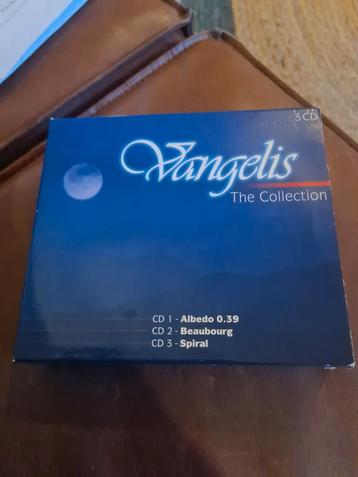 3CD
Vangelis
The Collection
CD 1 - Albedo 0.39
CD 2 - Beaubourg
CD 3 - Spiral